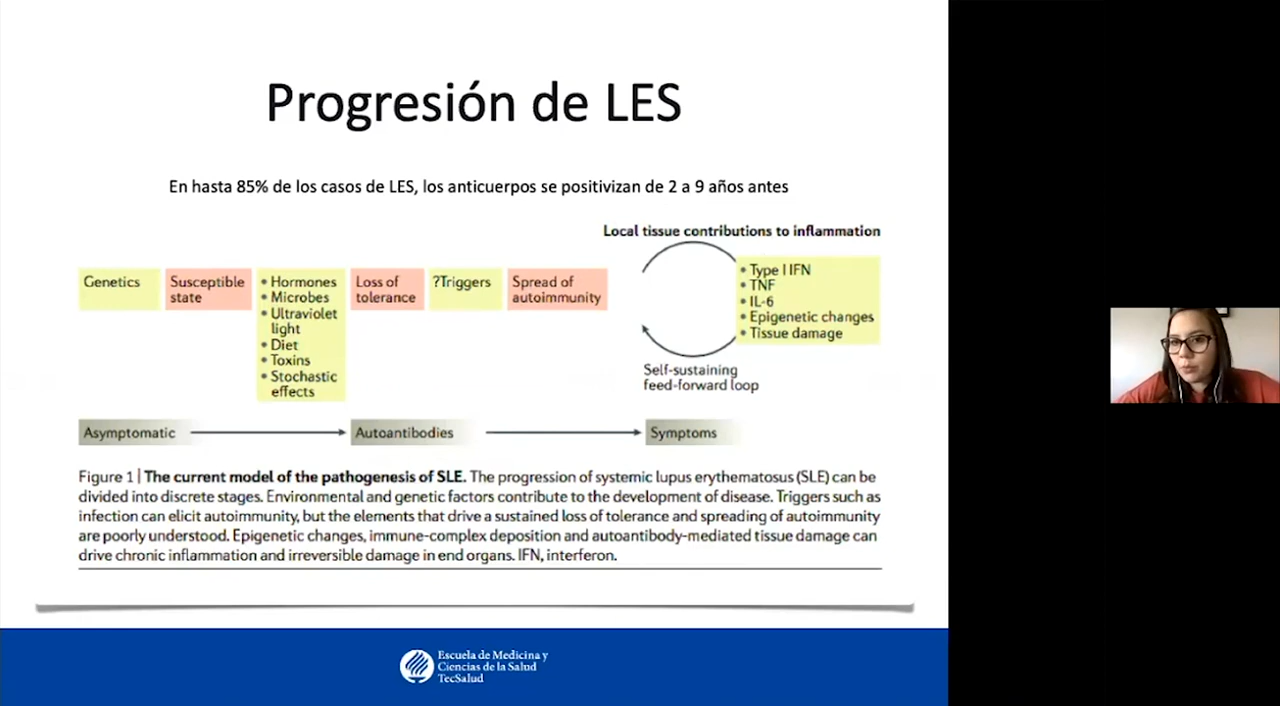 Progresión de LES
En hasta 85% de los casos de LES, los anticuerpos se positivizan de 2 a 9 años antes
Local tissue contributions to inflammation
Genetics
Susceptible
state
• Hormones
• Microbes
• Ultraviolet
light
• Diet
• Toxins
• Stochastic
effects
Loss of
tolerance
?Triggers
Spread of
autoimmunity
• Type I IFN
• TNF
• IL-6
• Epigenetic changes
• Tissue damage
Self-sustaining
feed-forward loop
Asymptomatic
Autoantibodies
Symptoms
Figure 1 | The current model of the pathogenesis of SLE. The progression of systemic lupus erythematosus (SLE) can be
divided into discrete stages. Environmental and genetic factors contribute to the development of disease. Triggers such as
infection can elicit autoimmunity, but the elements that drive a sustained loss of tolerance and spreading of autoimmunity
are poorly understood. Epigenetic changes, immune-complex deposition and autoantibody-mediated tissue damage can
drive chronic inflammation and irreversible damage in end organs. IFN, interferon.
Escuela de Medicina y
Ciencias de la Salud
TecSalud